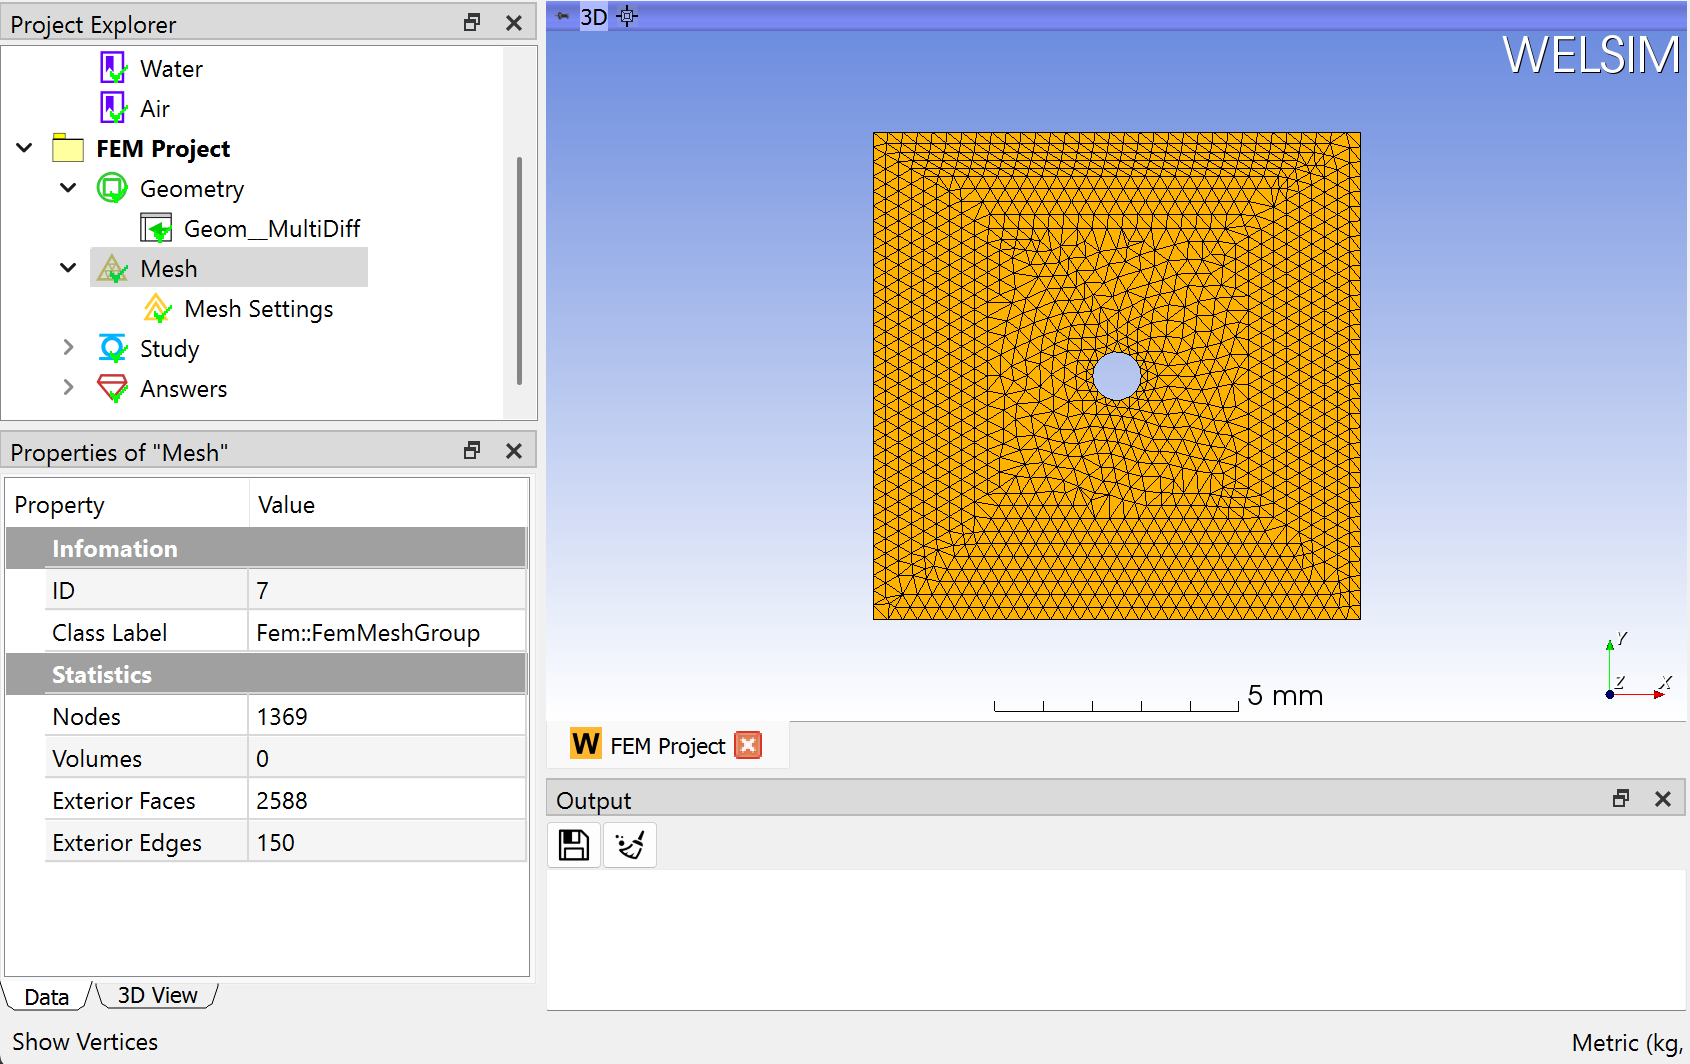 Project Explorer
Water
Air
FEM Project
Geometry
Geom__MultiDiff
Mesh
Mesh Settings
Study
Answers
Properties of "Mesh"
Property Value
Infomation
ID 7
Class Label Fem::FemMeshGroup
Statistics
Nodes 1369
Volumes 0
Exterior Faces 2588
Exterior Edges 150
Data 3D View
Show Vertices
3D
WELSIM
5 mm
Y
Z X
W FEM Project
Output
Metric (kg,